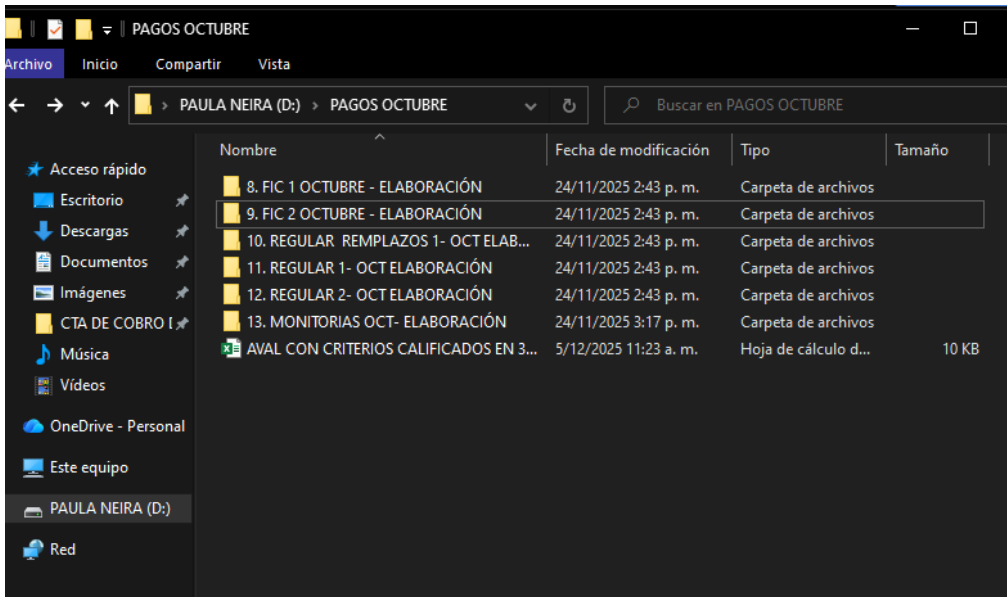 PAGOS OCTUBRE
Archivo Inicio Compartir Vista
PAULA NEIRA (D:) > PAGOS OCTUBRE Buscar en PAGOS OCTUBRE
Nombre Fecha de modificación Tipo Tamaño
Acceso rápido
Escritorio
Descargas
Documentos
Imágenes
CTA DE COBRO
Música
Vídeos
OneDrive - Personal
Este equipo
PAULA NEIRA (D:)
Red
8. FIC 1 OCTUBRE - ELABORACIÓN 24/11/2025 2:43 p. m. Carpeta de archivos
9. FIC 2 OCTUBRE - ELABORACIÓN 24/11/2025 2:43 p. m. Carpeta de archivos
10. REGULAR REMPLAZOS 1- OCT ELAB... 24/11/2025 2:43 p. m. Carpeta de archivos
11. REGULAR 1- OCT ELABORACIÓN 24/11/2025 2:43 p. m. Carpeta de archivos
12. REGULAR 2- OCT ELABORACIÓN 24/11/2025 2:43 p. m. Carpeta de archivos
13. MONITORIAS OCT- ELABORACIÓN 24/11/2025 3:17 p. m. Carpeta de archivos
AVAL CON CRITERIOS CALIFICADOS EN 3... 5/12/2025 11:23 a. m. Hoja de cálculo d... 10 KB